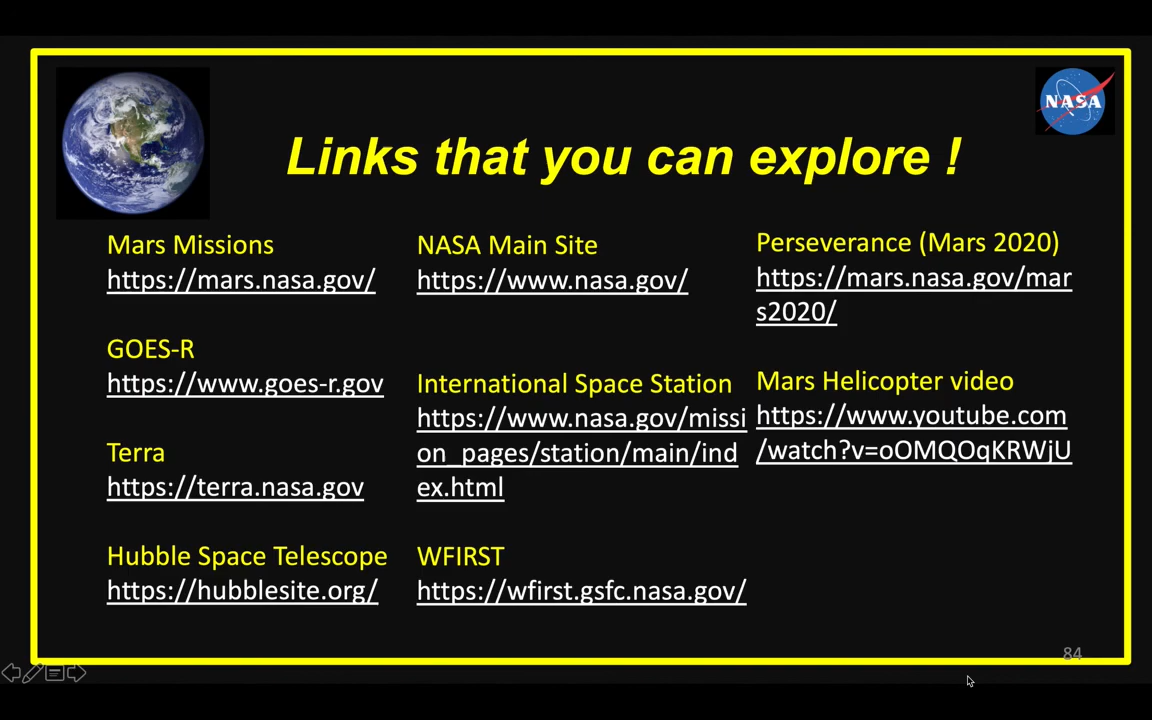 NASA
Links that you can explore !
Mars Missions
https://mars.nasa.gov/
GOES-R
https://www.goes-r.gov
Terra
https://terra.nasa.gov
Hubble Space Telescope
https://hubblesite.org/
NASA Main Site
https://www.nasa.gov/
International Space Station
https://www.nasa.gov/missi
on_pages/station/main/ind
ex.html
WFIRST
https://wfirst.gsfc.nasa.gov/
Perseverance (Mars 2020)
https://mars.nasa.gov/mar
s2020/
Mars Helicopter video
https://www.youtube.com
/watch?v=oOMQOqKRWjU
84